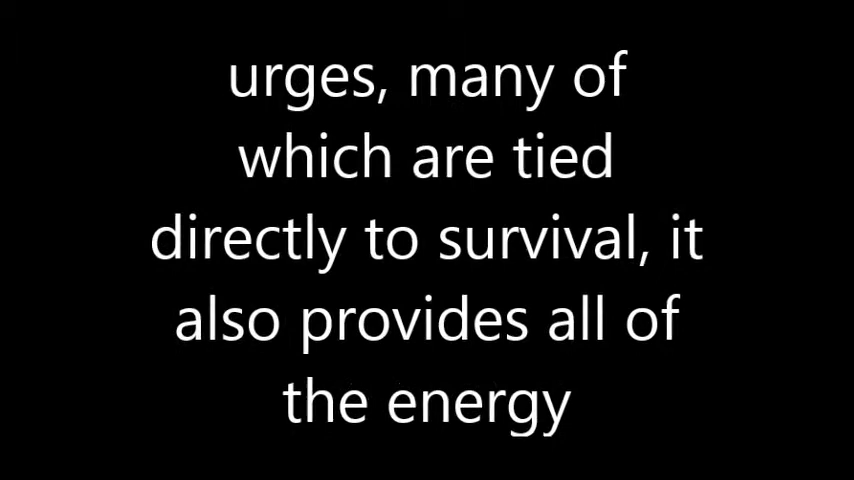 urges, many of
which are tied
directly to survival, it
also provides all of
the energy